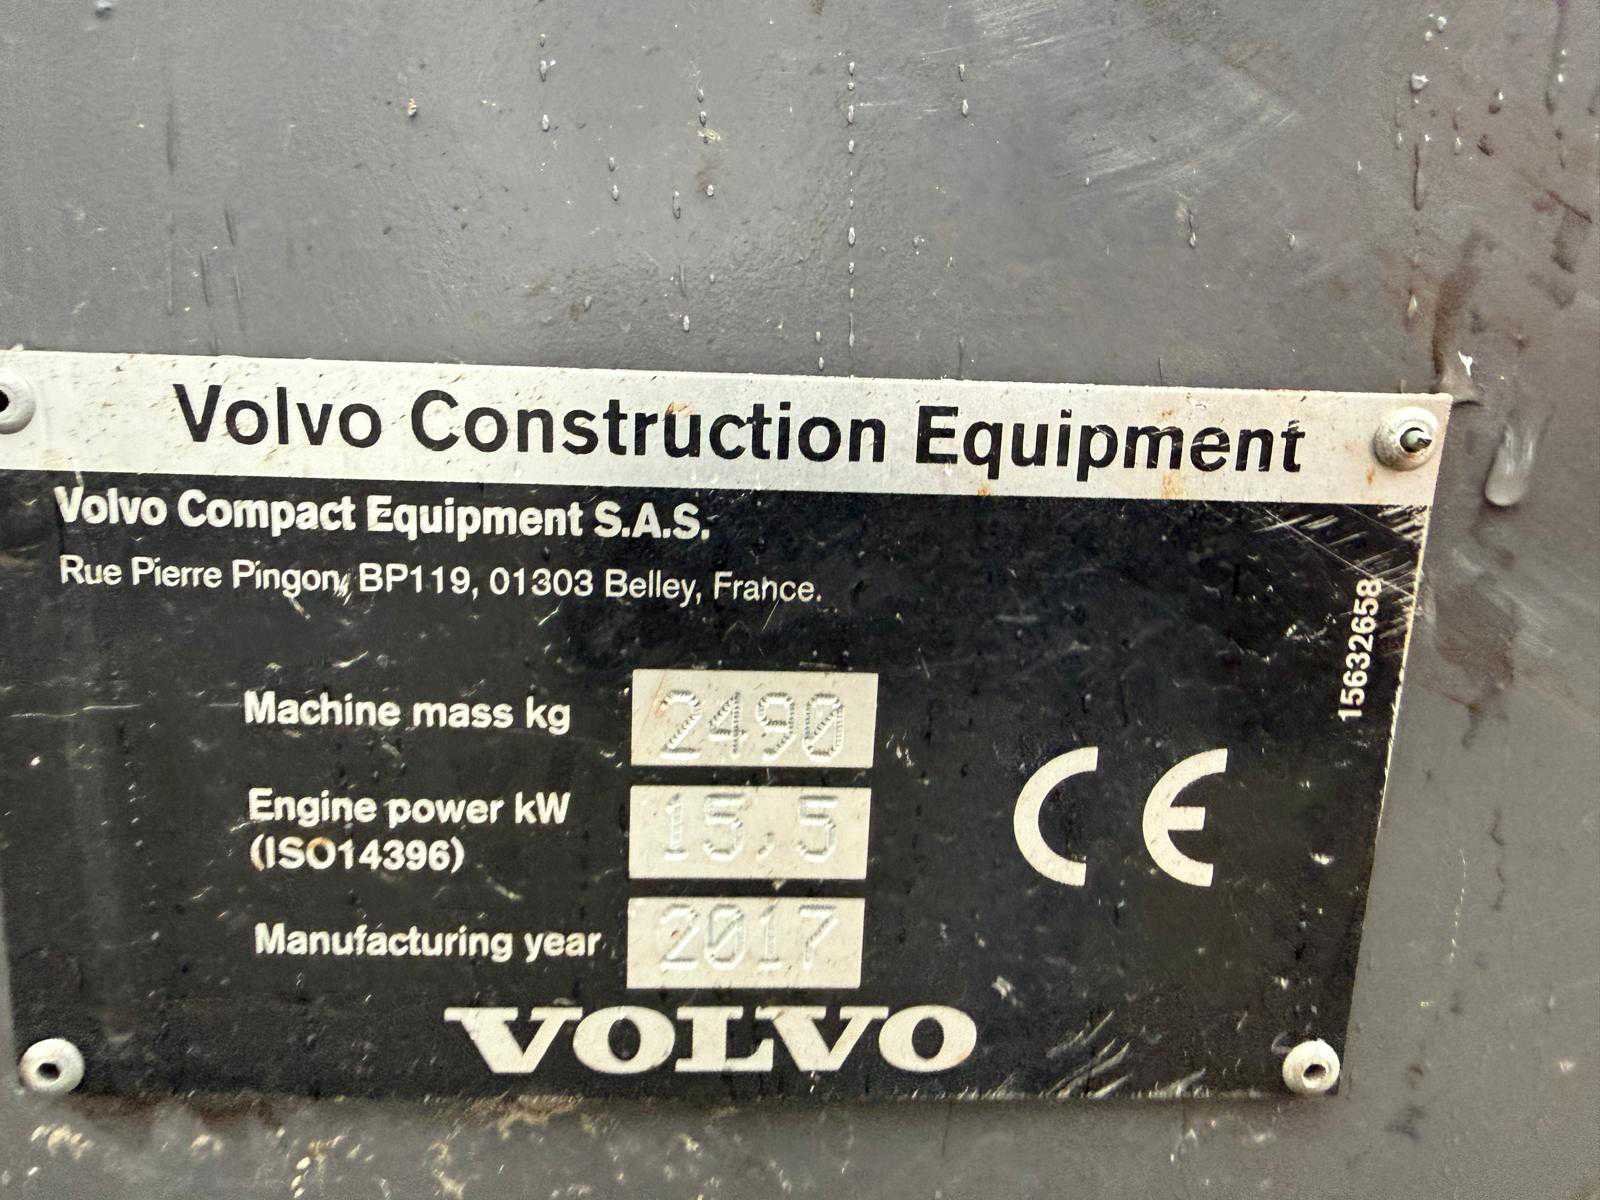 Volvo Construction Equipment
Volvo Compact Equipment S.A.S.
Rue Pierre Pingon, BP119, 01303 Belley, France.
15632658
Machine mass kg 2490
Engine power kW 15,5
(ISO14396)
Manufacturing year 2017
CE
VOLVO